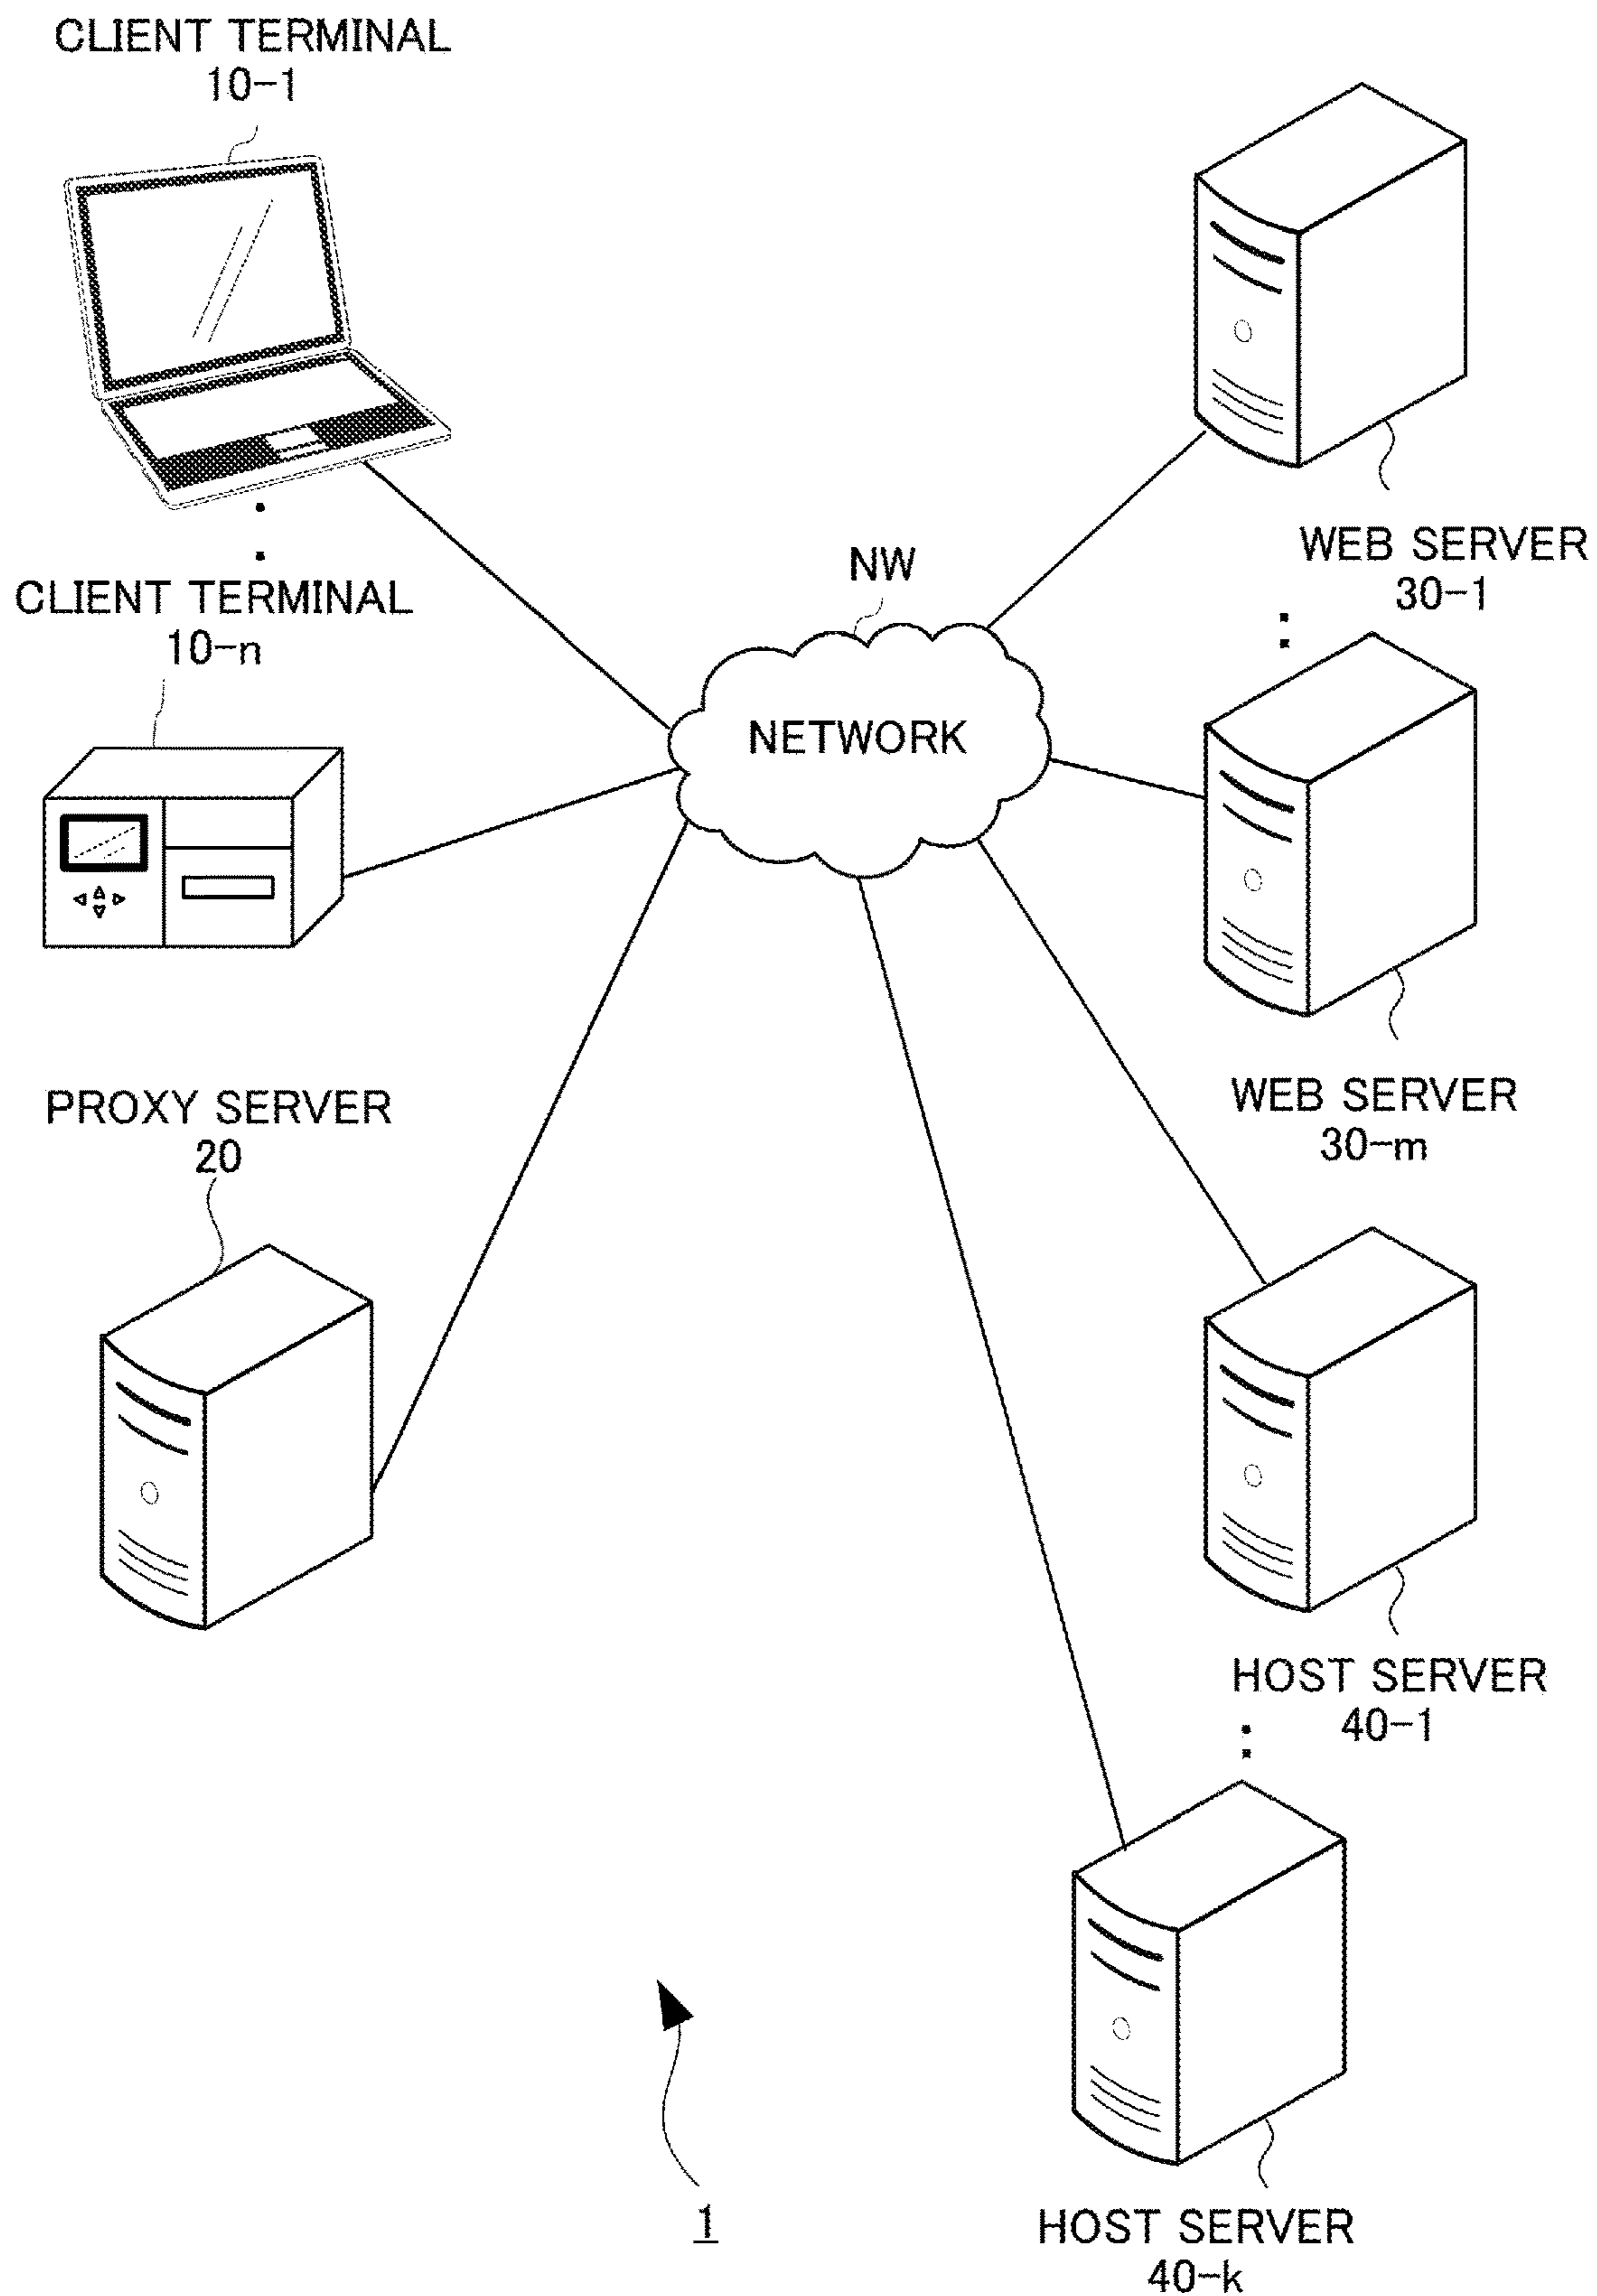 CLIENT TERMINAL
10-1
CLIENT TERMINAL
10-n
PROXY SERVER
20
NW
NETWORK
WEB SERVER
30-1
WEB SERVER
30-m
HOST SERVER
40-1
HOST SERVER
40-k
1